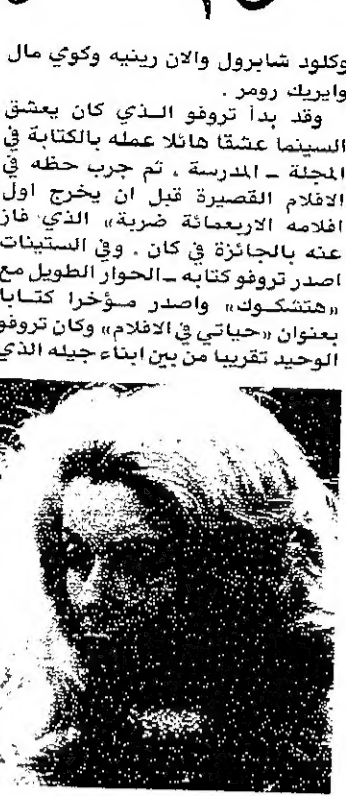 وكلود شابرول والان رينيه وكوي مال
وايريك رومر .
وقد بدأ تروفو الذي كان يعشق
السينما عشقا هائلا عمله بالكتابة في
المجلة - المدرسة ، ثم جرب حظه في
الافلام القصيرة قبل ان يخرج اول
افلامه الاربعمائة ضربة» الذي فاز
عنه بالجائزة في كان . وفي الستينات
اصدر تروفو كتابه - الحوار الطويل مع
«هتشكوك» واصدر مؤخرا كتابا
بعنوان «حياتي في الافلام» وكان تروفو
الوحيد تقريبا من بين ابناء جيله الذي